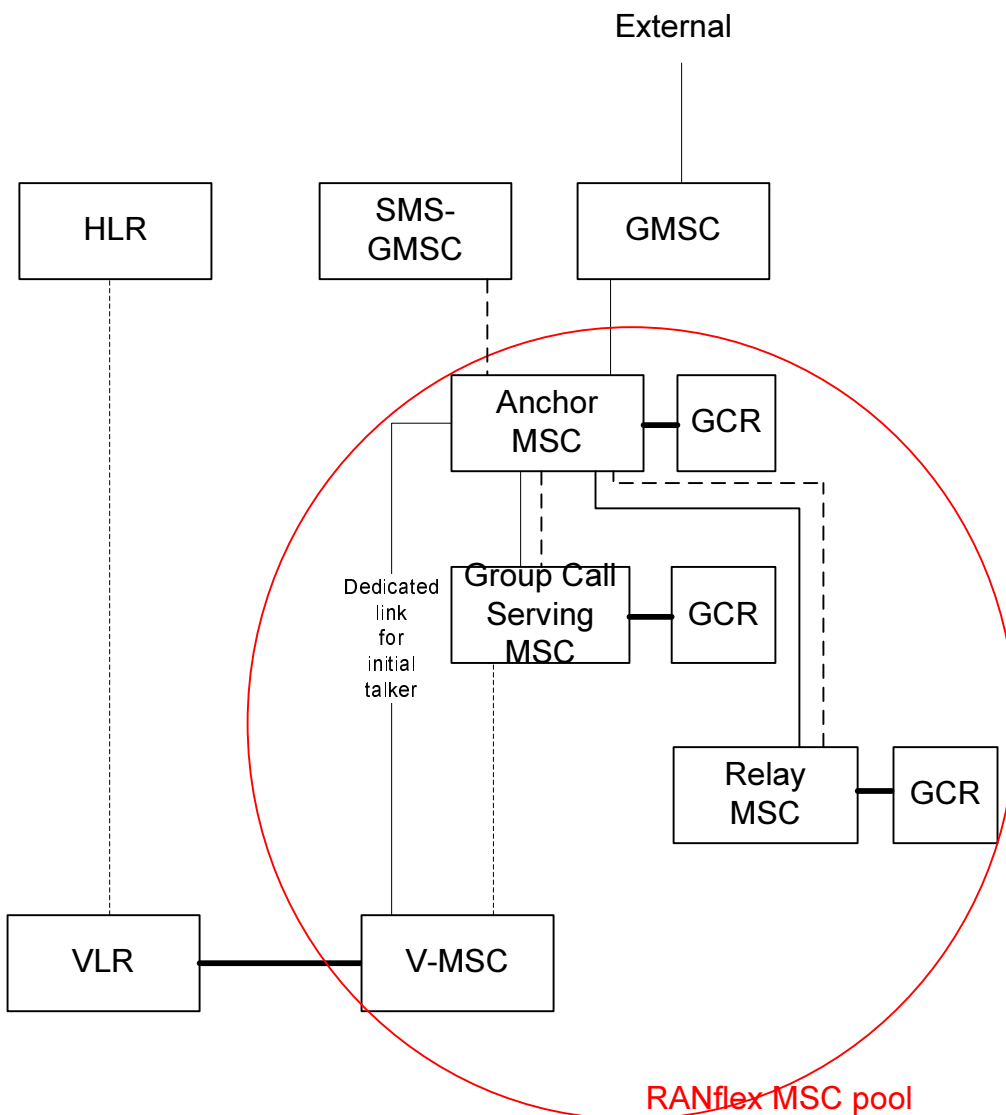 External
HLR
SMS-
GMSC
GMSC
Anchor
MSC
GCR
Dedicated
link
for
initial
talker
Group Call
Serving
MSC
GCR
Relay
MSC
GCR
VLR
V-MSC
RANflex MSC pool